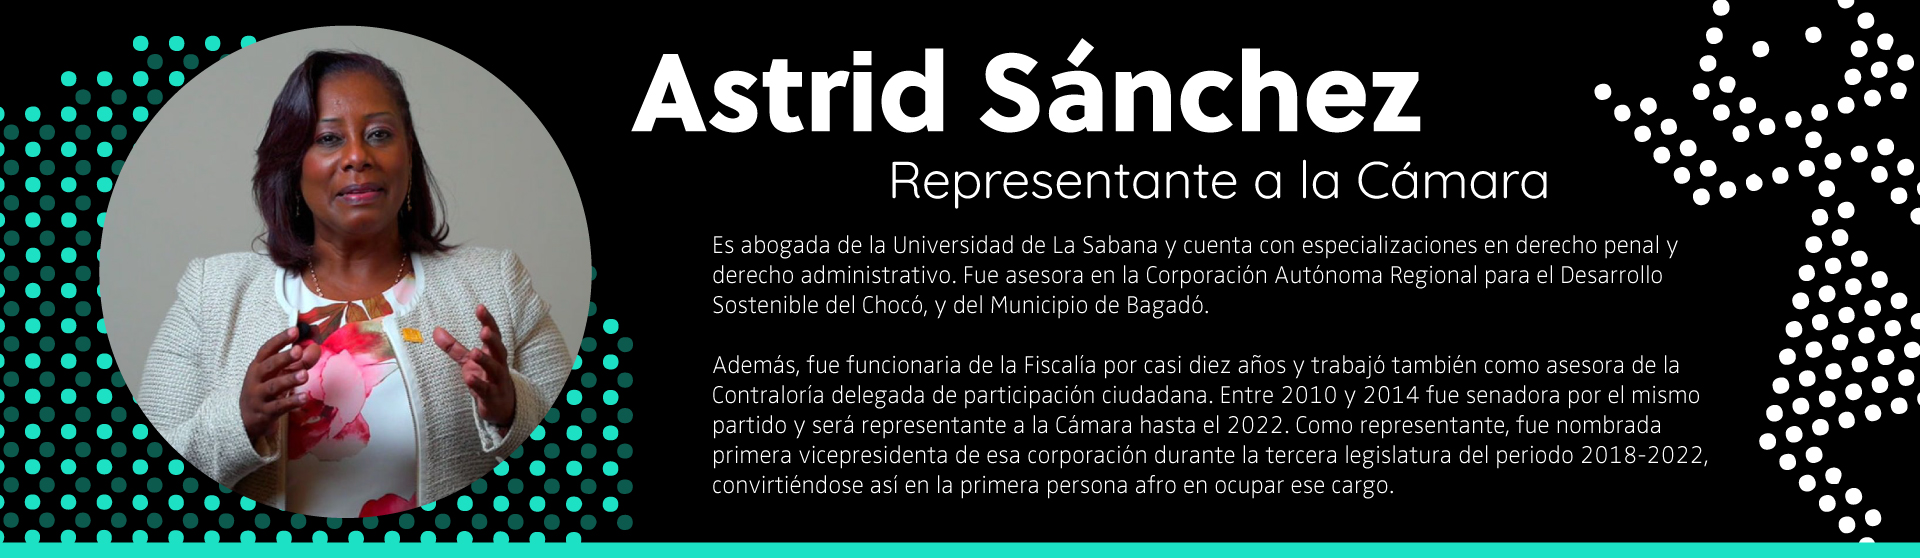 Astrid Sánchez
Representante a la Cámara
Es abogada de la Universidad de La Sabana y cuenta con especializaciones en derecho penal y
derecho administrativo. Fue asesora en la Corporación Autónoma Regional para el Desarrollo
Sostenible del Chocó, y del Municipio de Bagadó.
Además, fue funcionaria de la Fiscalía por casi diez años y trabajó también como asesora de la
Contraloría delegada de participación ciudadana. Entre 2010 y 2014 fue senadora por el mismo
partido y será representante a la Cámara hasta el 2022. Como representante, fue nombrada
primera vicepresidenta de esa corporación durante la tercera legislatura del periodo 2018-2022,
convirtiéndose así en la primera persona afro en ocupar ese cargo.